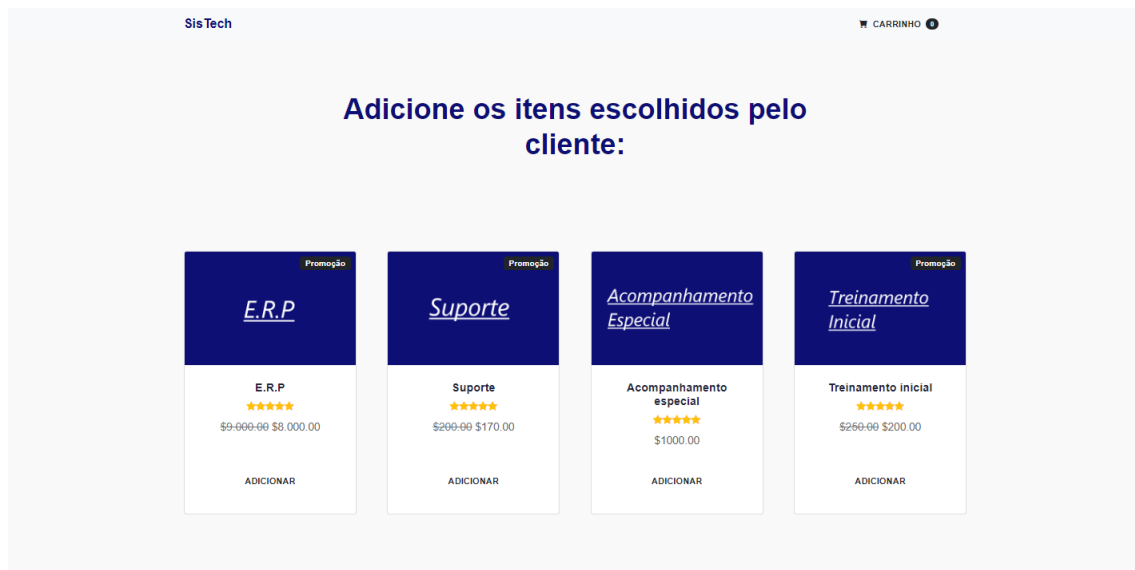 SisTech
CARRINHO 0
Adicione os itens escolhidos pelo
cliente:
Promoção
E.R.P
E.R.P
$9.000.00 $8.000.00
ADICIONAR
Promoção
Suporte
Suporte
$200.00 $170.00
ADICIONAR
Acompanhamento
Especial
Acompanhamento
especial
$1000.00
ADICIONAR
Promoção
Treinamento
Inicial
Treinamento inicial
$250.00 $200.00
ADICIONAR